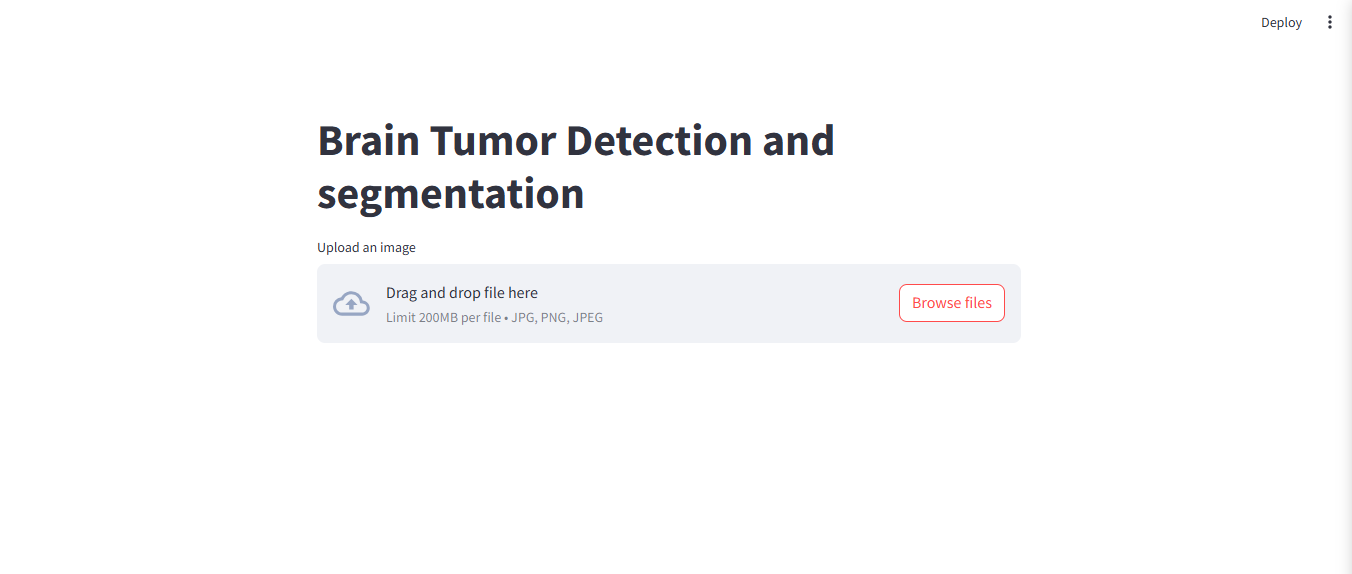 Deploy
Brain Tumor Detection and
segmentation
Upload an image
Drag and drop file here
Limit 200MB per file • JPG, PNG, JPEG
Browse files